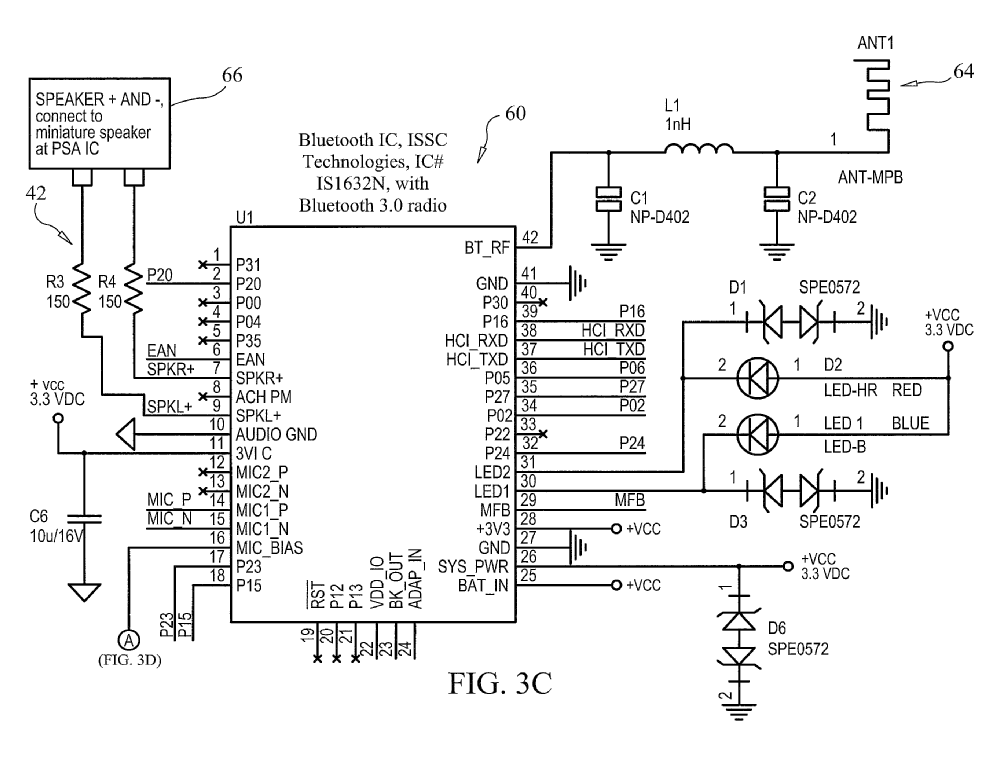 ANT1
64
66
SPEAKER + AND -,
connect to
miniature speaker
at PSA IC
L1
1nH
60
Bluetooth IC, ISSC
Technologies, IC#
IS1632N, with
Bluetooth 3.0 radio
1
ANT-MPB
C1
NP-D402
C2
NP-D402
42
U1
42
BT_RF
R3
150
R4
150
P20
1 P31
2 P20
3 P00
4 P04
5 P35
EAN 6 EAN
SPKR+ 7 SPKR+
8 ACH PM
SPKL+ 9 SPKL+
10 AUDIO GND
11 3VI C
12 MIC2_P
13 MIC2_N
MIC_P 14 MIC1_P
MIC_N 15 MIC1_N
16 MIC_BIAS
17 P23
18 P15
+ vcc
3.3 VDC
C6
10u/16V
P23
P15
A
(FIG. 3D)
GND 41
P30 40
P16 39 P16
HCI_RXD 38 HCI_RXD
HCI_TXD 37 HCI_TXD
P05 36 P06
P27 35 P27
P02 34 P02
P22 33
P24 32 P24
LED2 31
LED1 30
MFB 29 MFB
+3V3 28 +VCC
GND 27
SYS_PWR 26
BAT_IN 25 +VCC
RST
P12
P13
VDD_IO
BK_OUT
ADAP_IN
19
20
21
22
23
24
D1 SPE0572
1 2
+VCC
3.3 VDC
2 1 D2
LED-HR RED
2 1 LED 1 BLUE
LED-B
1 2
D3 SPE0572
+VCC
3.3 VDC
1
D6
SPE0572
2
FIG. 3C